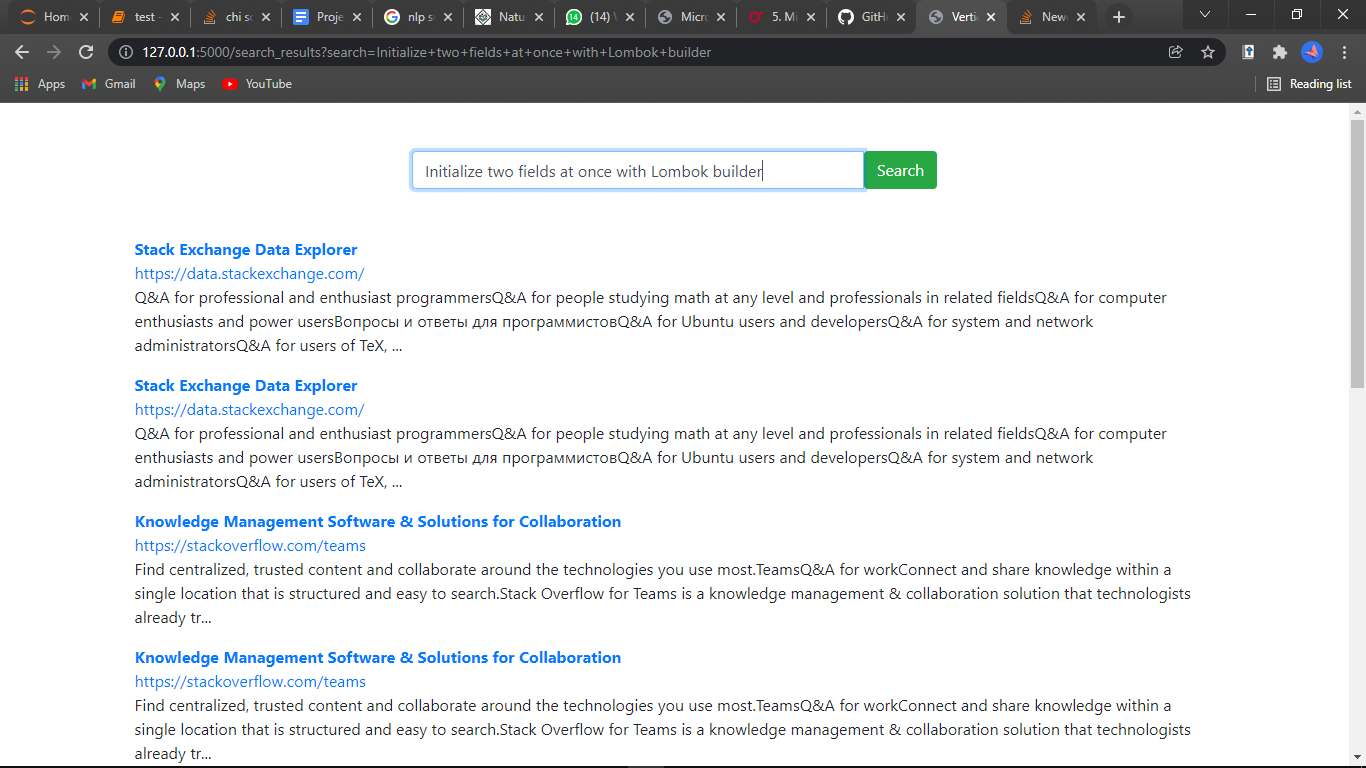 Hom
test -
chi sq
Proje
nlp s
Natu
(14) W
Micro
5. Mi
GitH
Verti
New
127.0.0.1:5000/search_results?search=Initialize+two+fields+at+once+with+Lombok+builder
Apps
Gmail
Maps
YouTube
Reading list
Initialize two fields at once with Lombok builder
Search
Stack Exchange Data Explorer
https://data.stackexchange.com/
Q&A for professional and enthusiast programmersQ&A for people studying math at any level and professionals in related fieldsQ&A for computer
enthusiasts and power usersВопросы и ответы для программистовQ&A for Ubuntu users and developersQ&A for system and network
administratorsQ&A for users of TeX, ...
Stack Exchange Data Explorer
https://data.stackexchange.com/
Q&A for professional and enthusiast programmersQ&A for people studying math at any level and professionals in related fieldsQ&A for computer
enthusiasts and power usersВопросы и ответы для программистовQ&A for Ubuntu users and developersQ&A for system and network
administratorsQ&A for users of TeX, ...
Knowledge Management Software & Solutions for Collaboration
https://stackoverflow.com/teams
Find centralized, trusted content and collaborate around the technologies you use most.TeamsQ&A for workConnect and share knowledge within a
single location that is structured and easy to search.Stack Overflow for Teams is a knowledge management & collaboration solution that technologists
already tr...
Knowledge Management Software & Solutions for Collaboration
https://stackoverflow.com/teams
Find centralized, trusted content and collaborate around the technologies you use most.TeamsQ&A for workConnect and share knowledge within a
single location that is structured and easy to search.Stack Overflow for Teams is a knowledge management & collaboration solution that technologists
already tr...